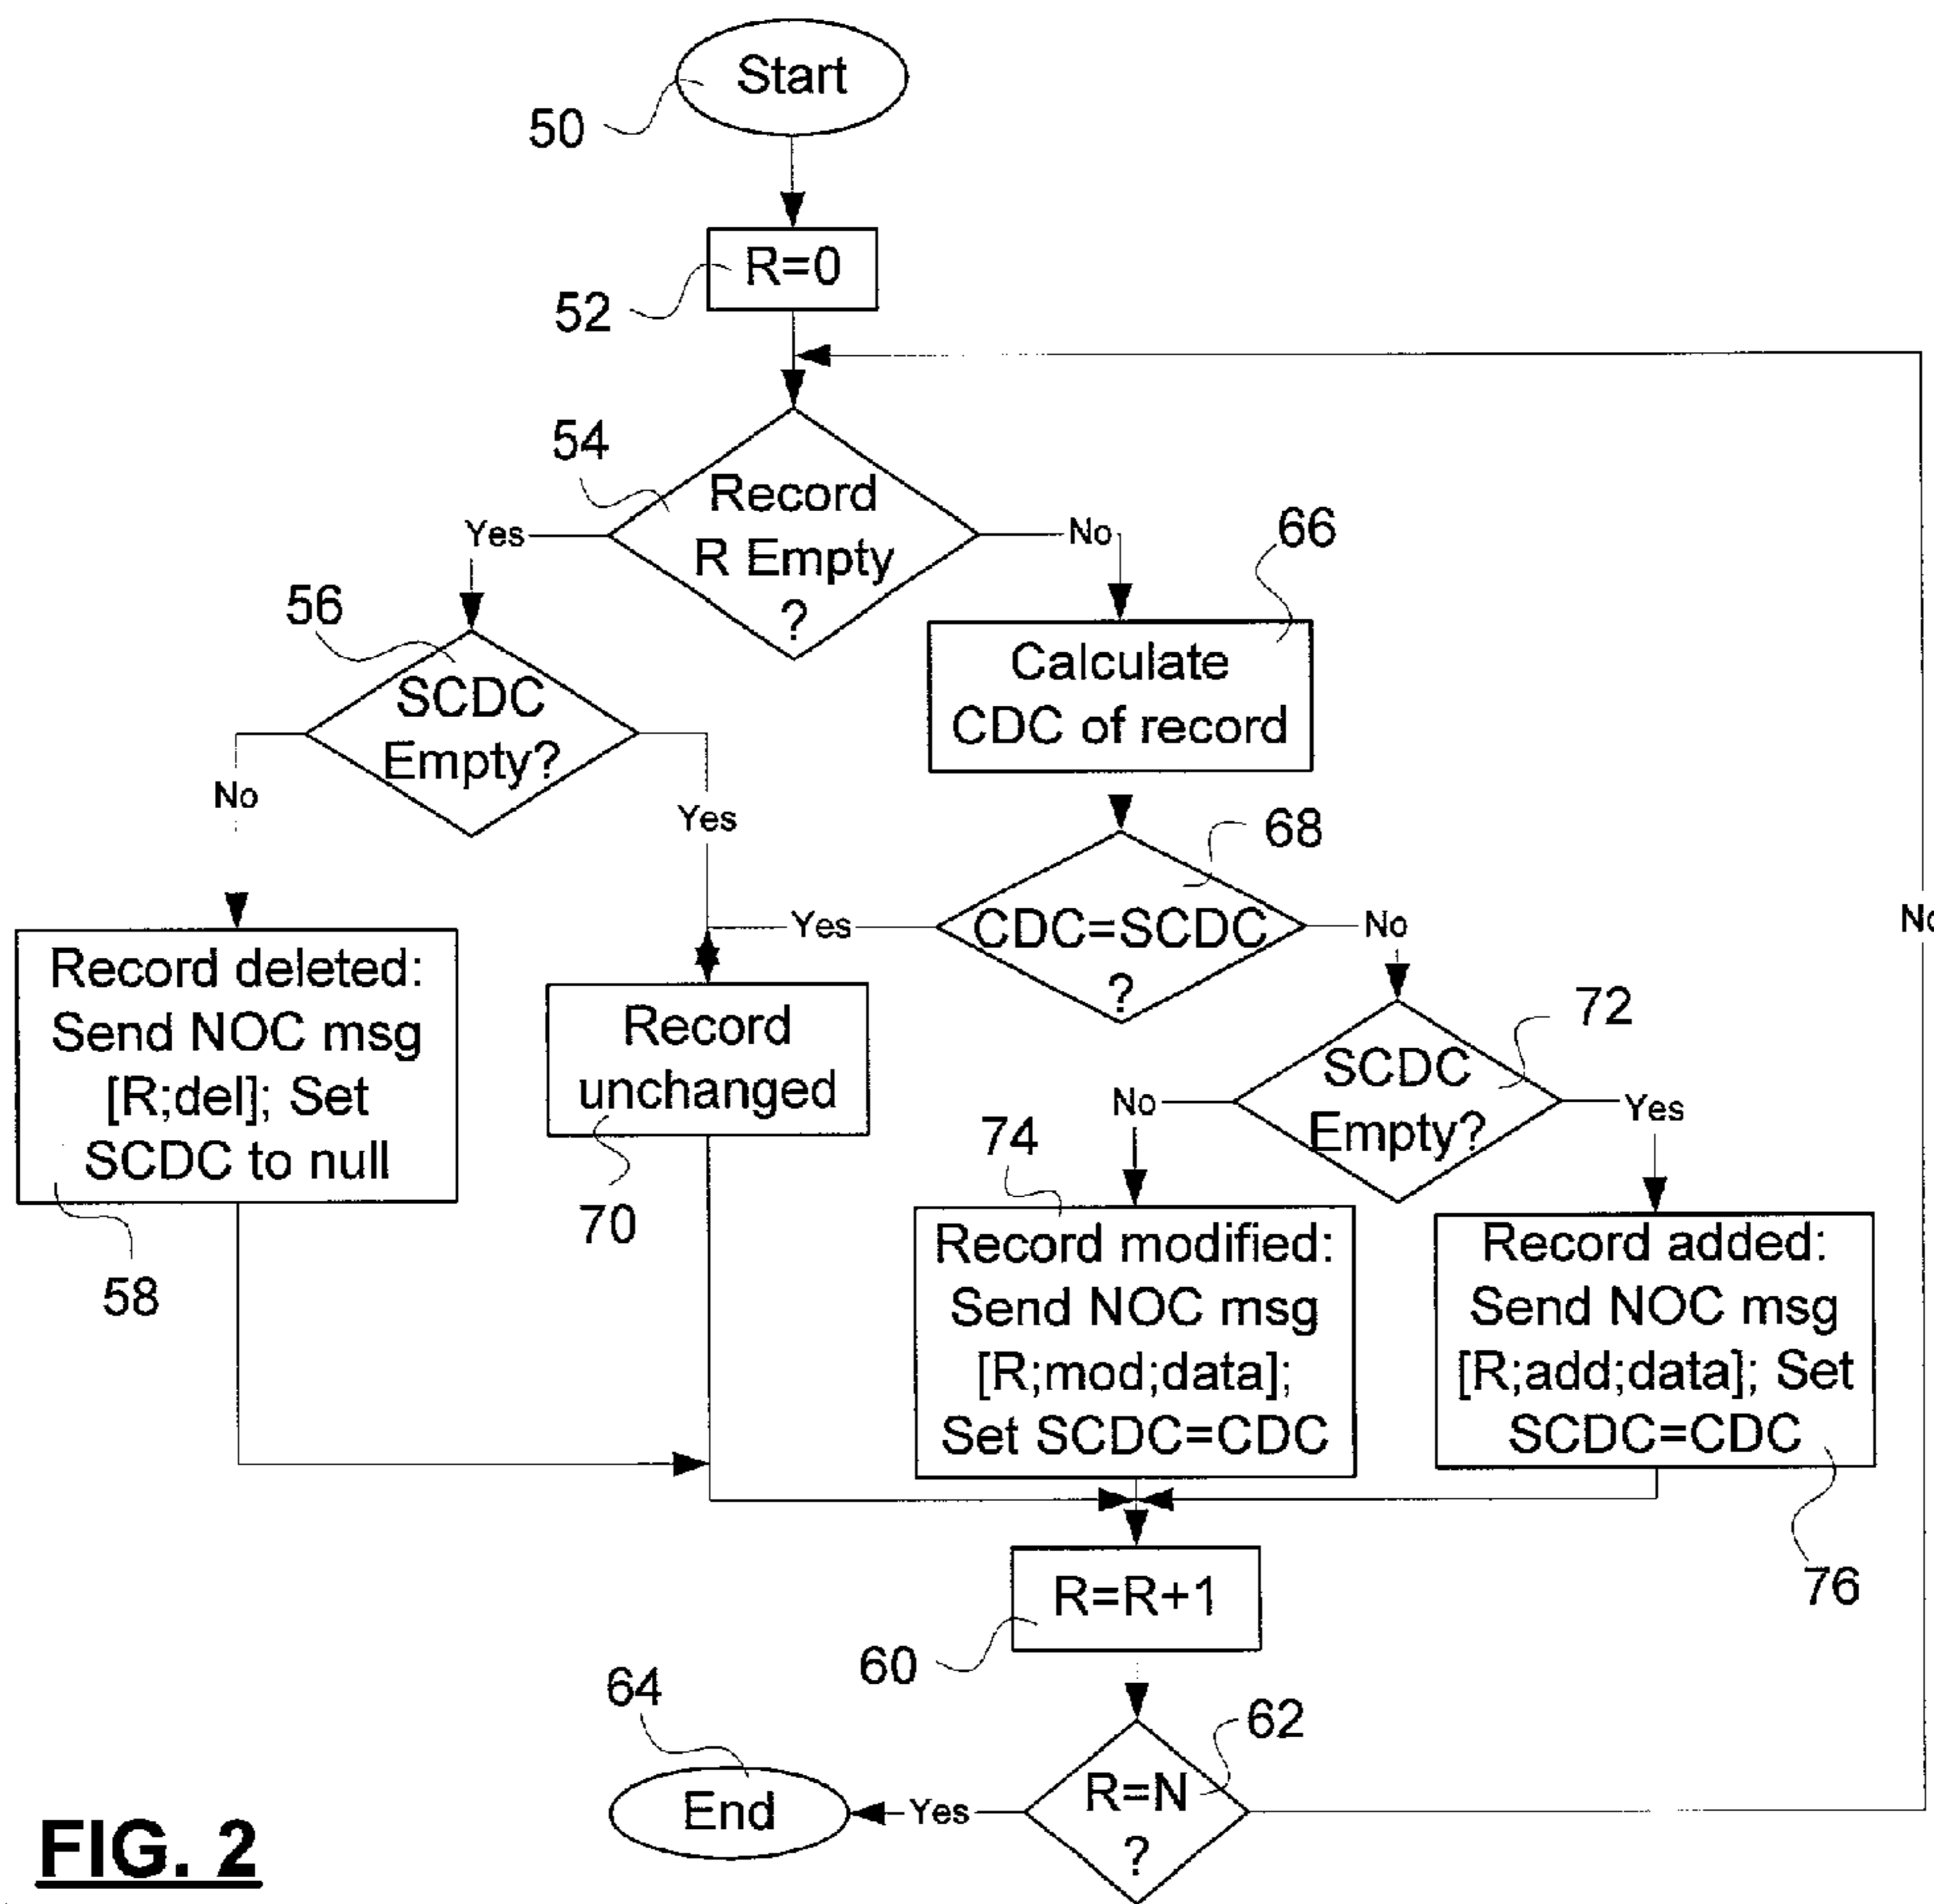 Start
50
R=0
52
54
Record
R Empty
?
Yes
No
66
56
SCDC
Empty?
Calculate
CDC of record
No
Yes
68
CDC=SCDC
?
Yes
No
No
Record deleted:
Send NOC msg
[R;del]; Set
SCDC to null
58
Record
unchanged
70
72
SCDC
Empty?
No
Yes
74
Record modified:
Send NOC msg
[R;mod;data];
Set SCDC=CDC
Record added:
Send NOC msg
[R;add;data]; Set
SCDC=CDC
76
R=R+1
60
62
R=N
?
Yes
64
End
FIG. 2